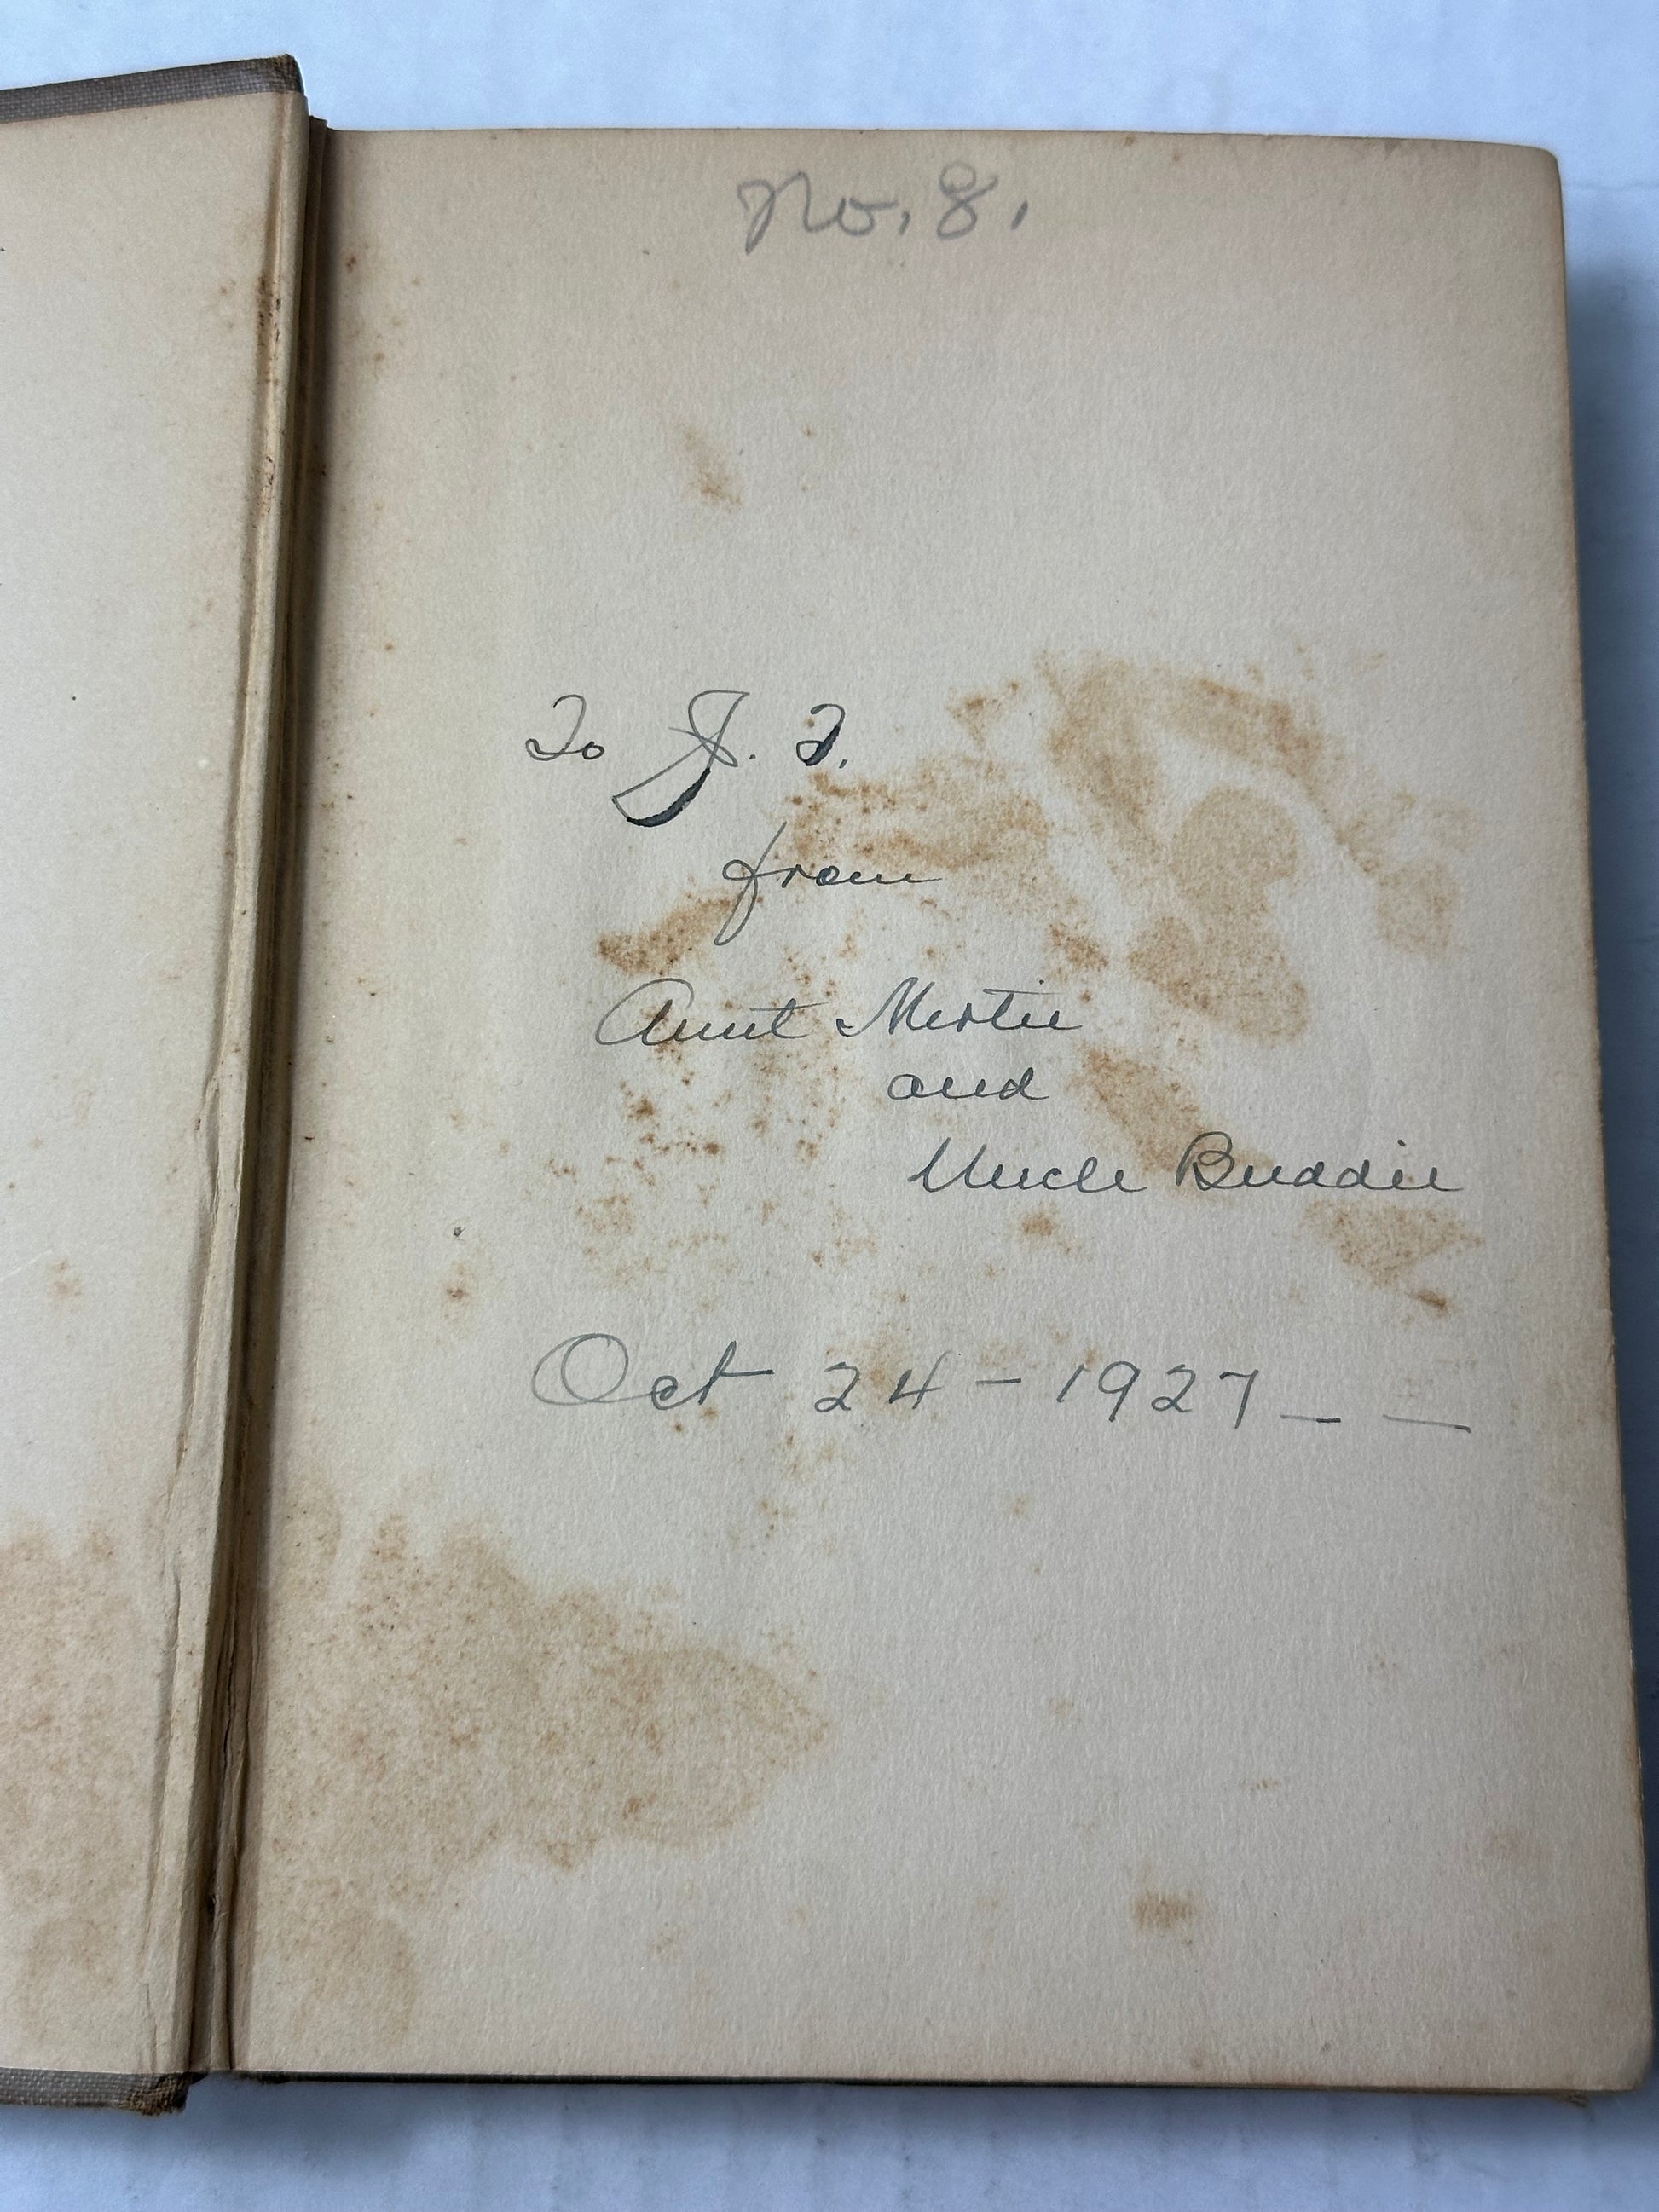 No. 8.
To J. T.
from
Aunt Mertie
and
Uncle Buddie
Oct 24 - 1927 - -